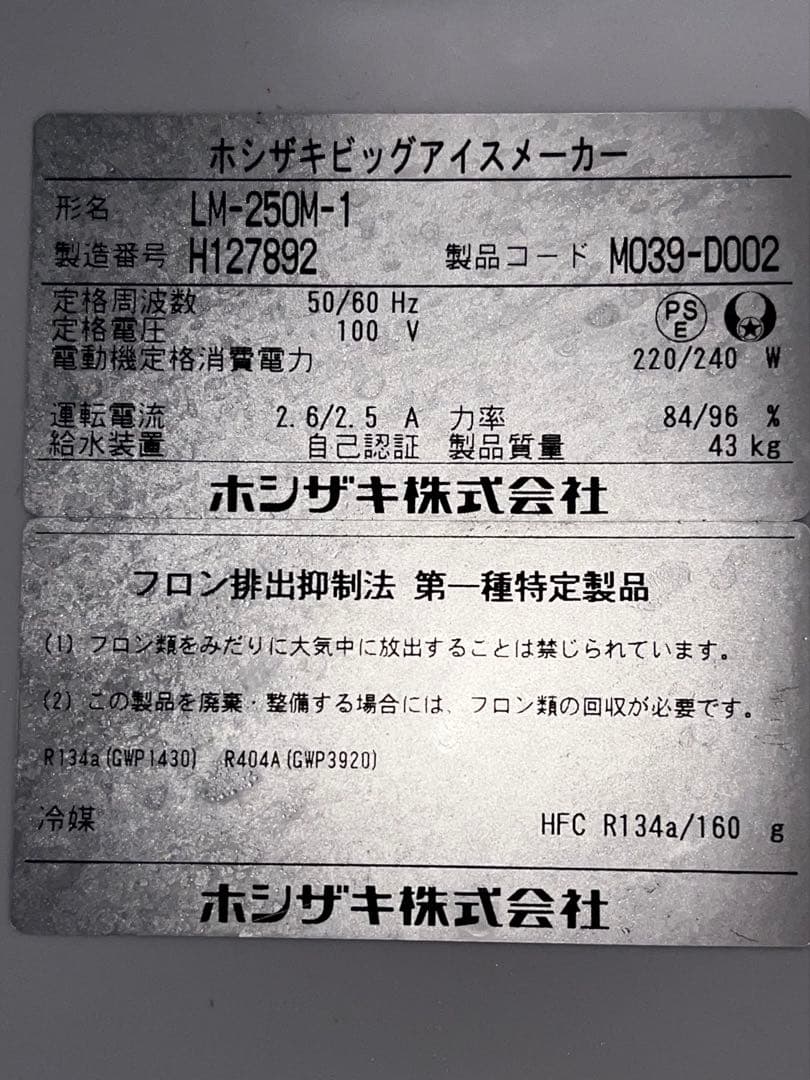 ホシザキビッグアイスメーカー
形名 LM-250M-1
製造番号 H127892 製品コード M039-D002
定格周波数 50/60 Hz
定格電圧 100 V
PS
E
電動機定格消費電力 220/240 W
運転電流 2.6/2.5 A 力率 84/96 %
給水装置 自己認証 製品質量 43 kg
ホシザキ株式会社
フロン排出抑制法 第一種特定製品
(1) フロン類をみだりに大気中に放出することは禁じられています。
(2) この製品を廃棄・整備する場合には、フロン類の回収が必要です。
R134a(GWP1430) R404A(GWP3920)
冷媒 HFC R134a/160 g
ホシザキ株式会社